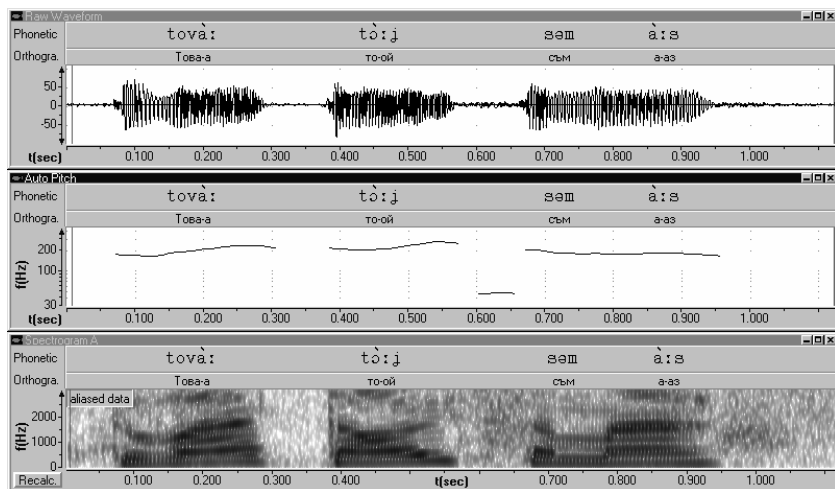 Raw Waveform
Phonetic tovà: tɔ̀:j səm à:s
Orthogra. Това-а то-ой съм а-аз
50
0
-50
t(sec) 0.100 0.200 0.300 0.400 0.500 0.600 0.700 0.800 0.900 1.000
Auto Pitch
Phonetic tovà: tɔ̀:j səm à:s
Orthogra. Това-а то-ой съм а-аз
f(Hz)
200
100
30
t(sec) 0.100 0.200 0.300 0.400 0.500 0.600 0.700 0.800 0.900 1.000
Spectrogram A
Phonetic tovà: tɔ̀:j səm à:s
Orthogra. Това-а то-ой съм а-аз
aliased data
f(Hz)
2000
1000
0
Recalc. 0.100 0.200 0.300 0.400 t(sec) 0.600 0.700 0.800 0.900 1.000